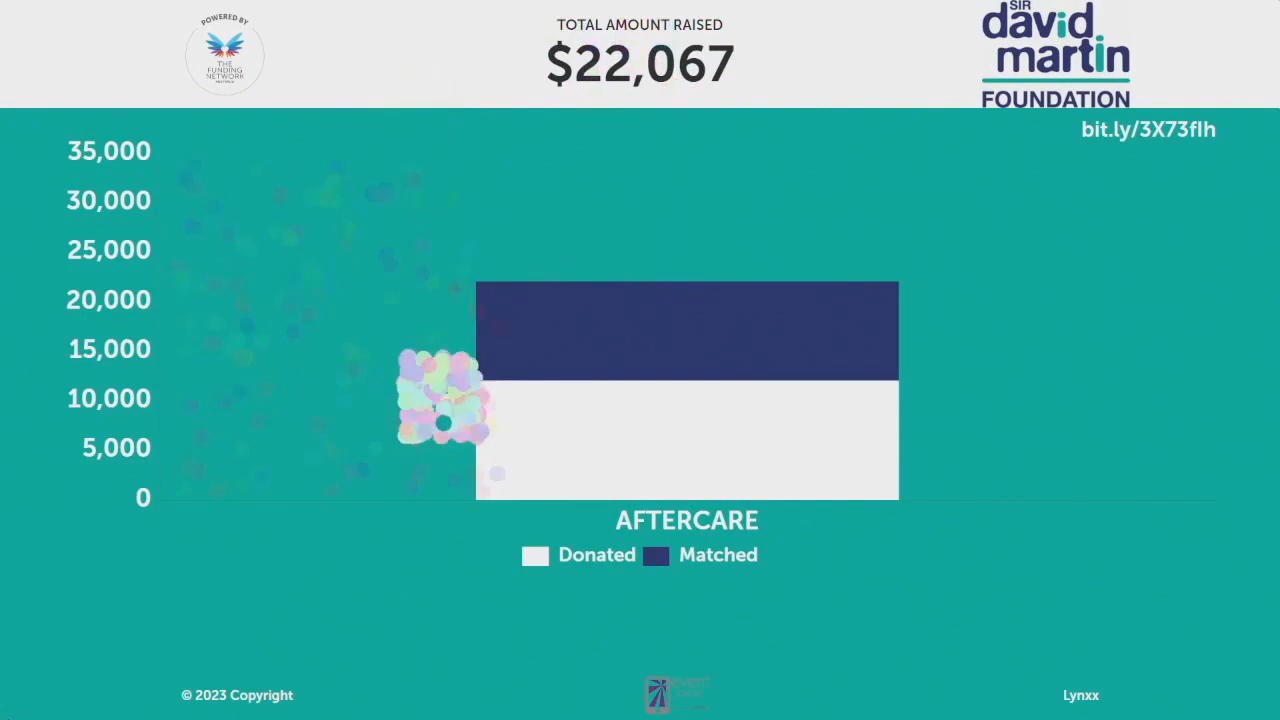 POWERED BY
THE
FUNDING
NETWORK
TOTAL AMOUNT RAISED
$22,067
SIR
david
martin
FOUNDATION
bit.ly/3X73fIh
35,000
30,000
25,000
20,000
15,000
10,000
5,000
0
AFTERCARE
Donated
Matched
© 2023 Copyright
Lynxx